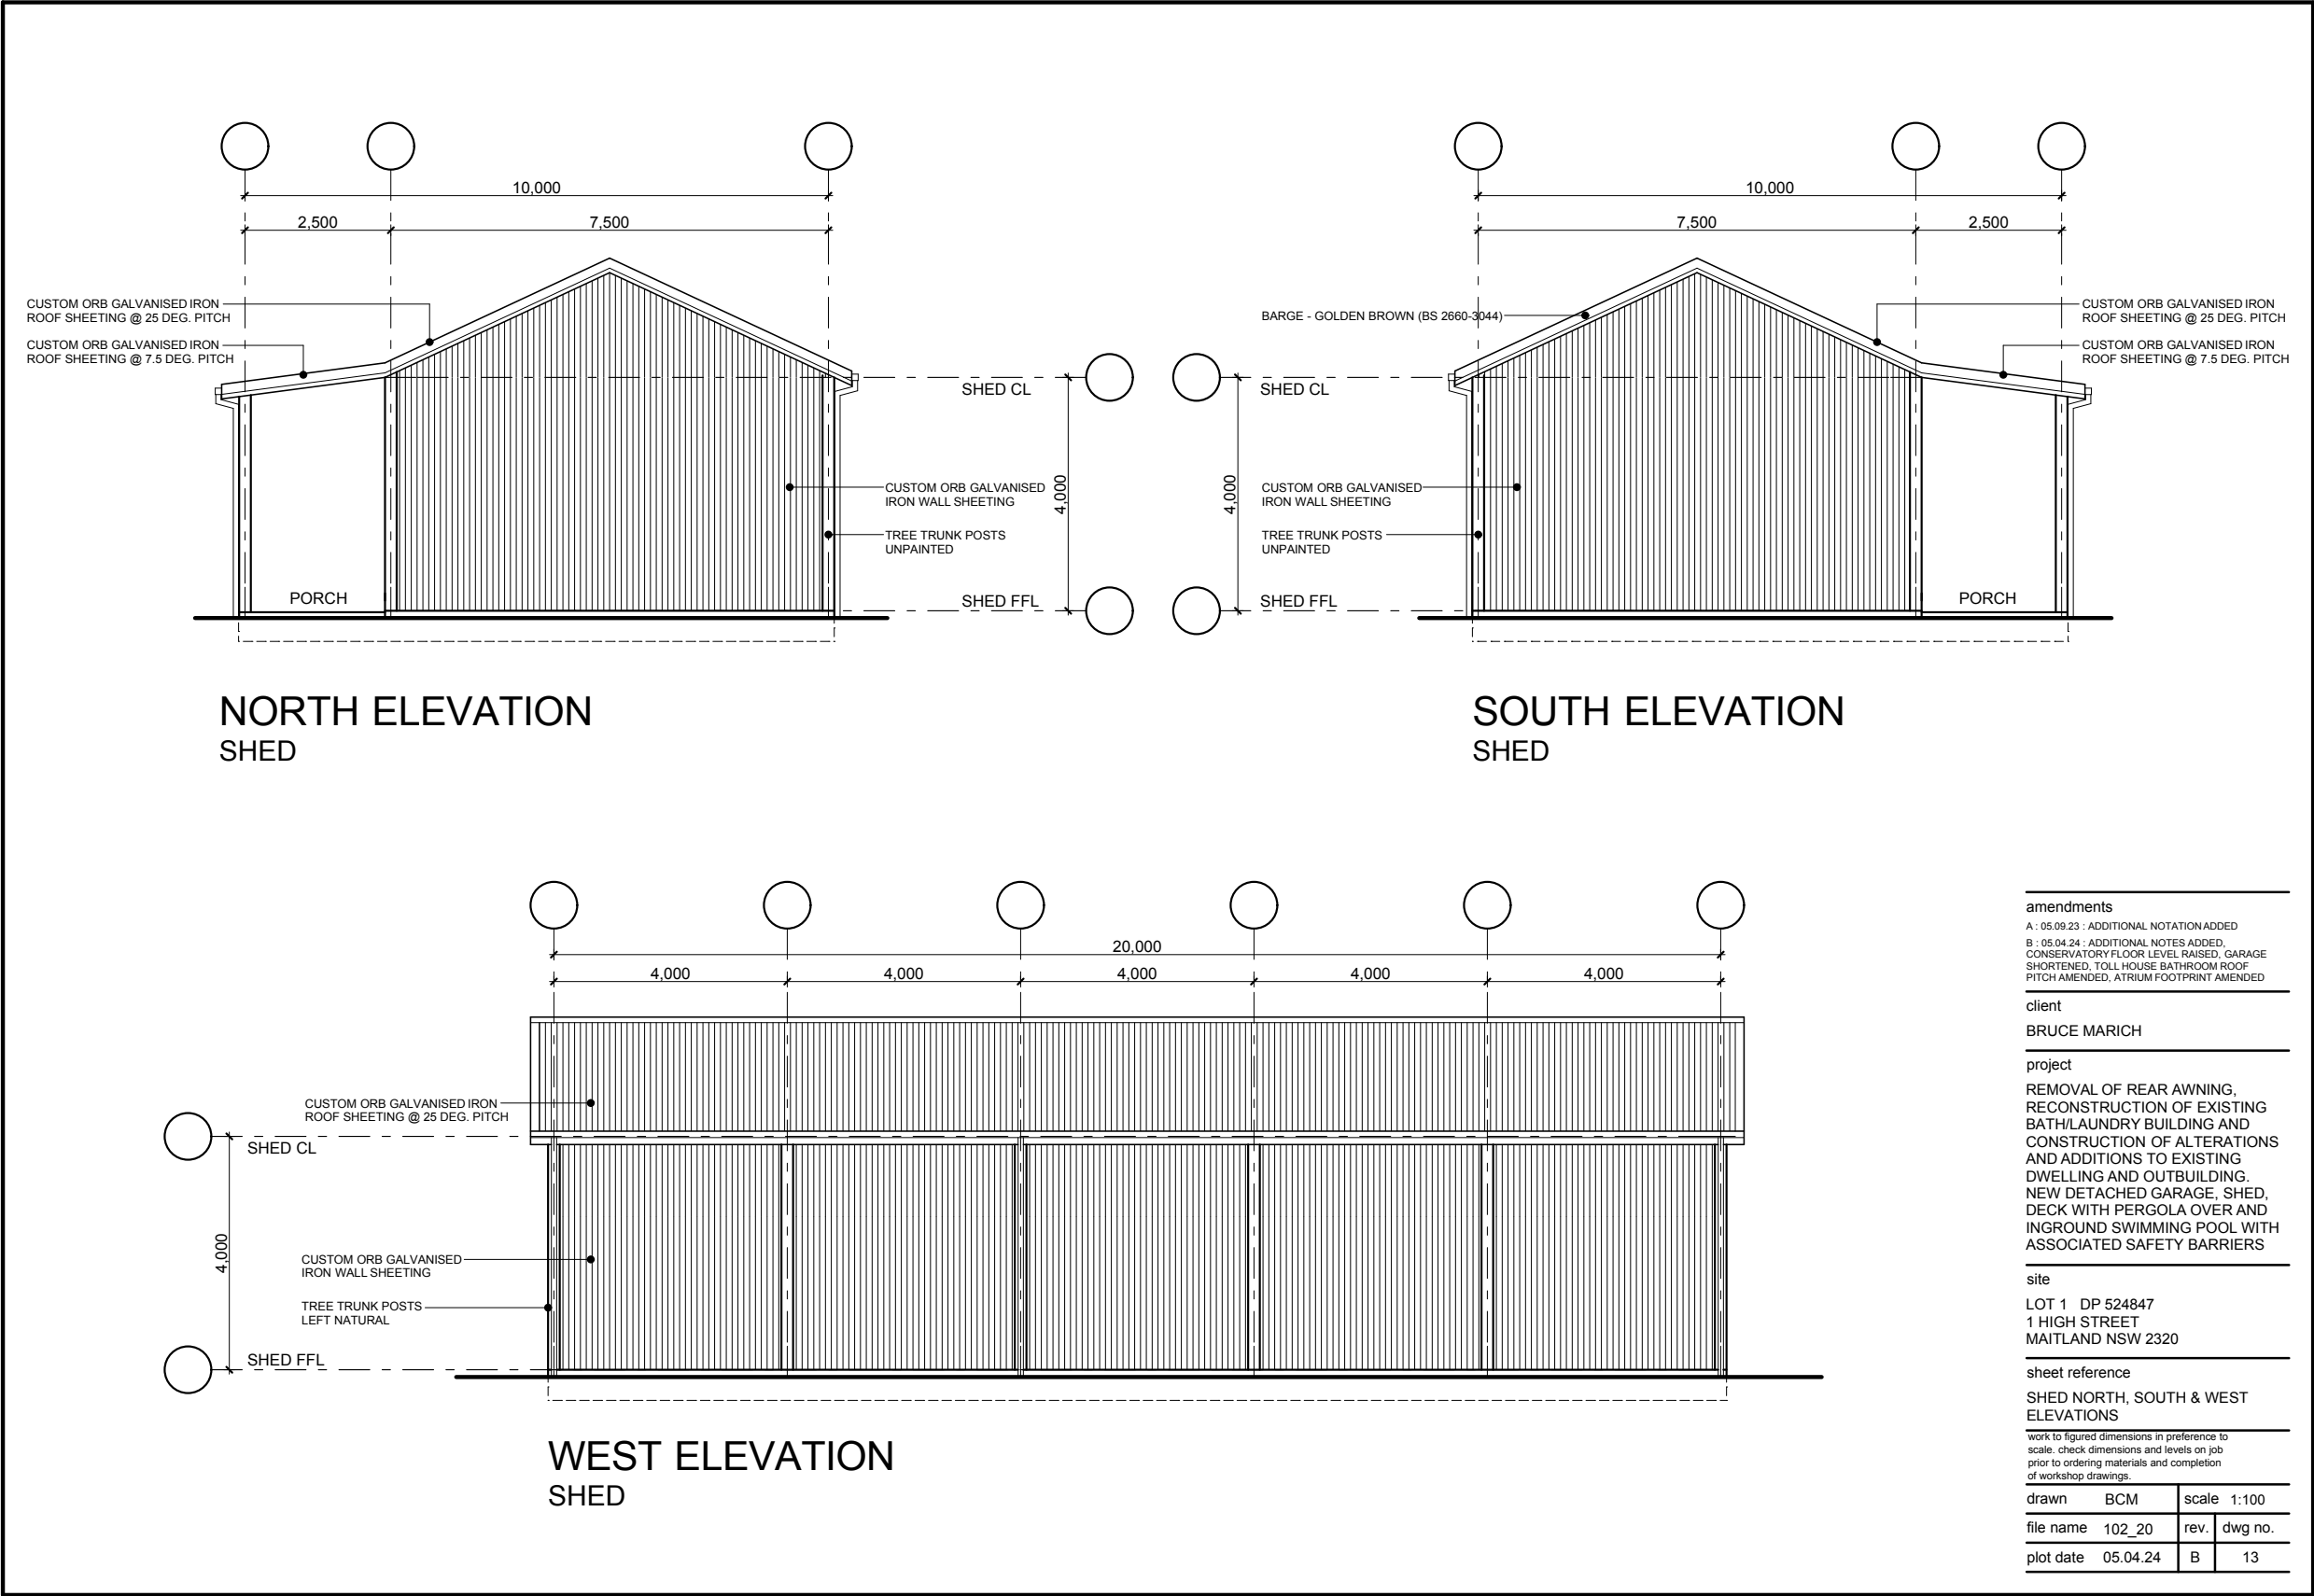 10,000
2,500
7,500
CUSTOM ORB GALVANISED IRON
ROOF SHEETING @ 25 DEG. PITCH
CUSTOM ORB GALVANISED IRON
ROOF SHEETING @ 7.5 DEG. PITCH
SHED CL
4,000
CUSTOM ORB GALVANISED
IRON WALL SHEETING
TREE TRUNK POSTS
UNPAINTED
PORCH
SHED FFL
NORTH ELEVATION
SHED
10,000
7,500
2,500
BARGE - GOLDEN BROWN (BS 2660-3044)
CUSTOM ORB GALVANISED IRON
ROOF SHEETING @ 25 DEG. PITCH
CUSTOM ORB GALVANISED IRON
ROOF SHEETING @ 7.5 DEG. PITCH
SHED CL
4,000
CUSTOM ORB GALVANISED
IRON WALL SHEETING
TREE TRUNK POSTS
UNPAINTED
SHED FFL
PORCH
SOUTH ELEVATION
SHED
20,000
4,000
4,000
4,000
4,000
4,000
CUSTOM ORB GALVANISED IRON
ROOF SHEETING @ 25 DEG. PITCH
SHED CL
4,000
CUSTOM ORB GALVANISED
IRON WALL SHEETING
TREE TRUNK POSTS
LEFT NATURAL
SHED FFL
WEST ELEVATION
SHED
amendments
A : 05.09.23 : ADDITIONAL NOTATION ADDED
B : 05.04.24 : ADDITIONAL NOTES ADDED,
CONSERVATORY FLOOR LEVEL RAISED, GARAGE
SHORTENED, TOLL HOUSE BATHROOM ROOF
PITCH AMENDED, ATRIUM FOOTPRINT AMENDED
client
BRUCE MARICH
project
REMOVAL OF REAR AWNING,
RECONSTRUCTION OF EXISTING
BATH/LAUNDRY BUILDING AND
CONSTRUCTION OF ALTERATIONS
AND ADDITIONS TO EXISTING
DWELLING AND OUTBUILDING.
NEW DETACHED GARAGE, SHED,
DECK WITH PERGOLA OVER AND
INGROUND SWIMMING POOL WITH
ASSOCIATED SAFETY BARRIERS
site
LOT 1 DP 524847
1 HIGH STREET
MAITLAND NSW 2320
sheet reference
SHED NORTH, SOUTH & WEST
ELEVATIONS
work to figured dimensions in preference to
scale. check dimensions and levels on job
prior to ordering materials and completion
of workshop drawings.
drawn BCM scale 1:100
file name 102_20 rev. dwg no.
plot date 05.04.24 B 13